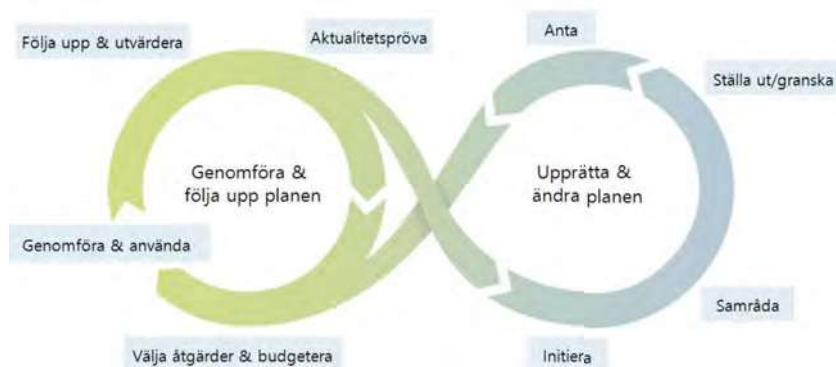 Följa upp & utvärdera
Aktualitetspröva
Anta
Ställa ut/granska
Genomföra &
följa upp planen
Upprätta &
ändra planen
Genomföra & använda
Samråda
Välja åtgärder & budgetera
Initiera